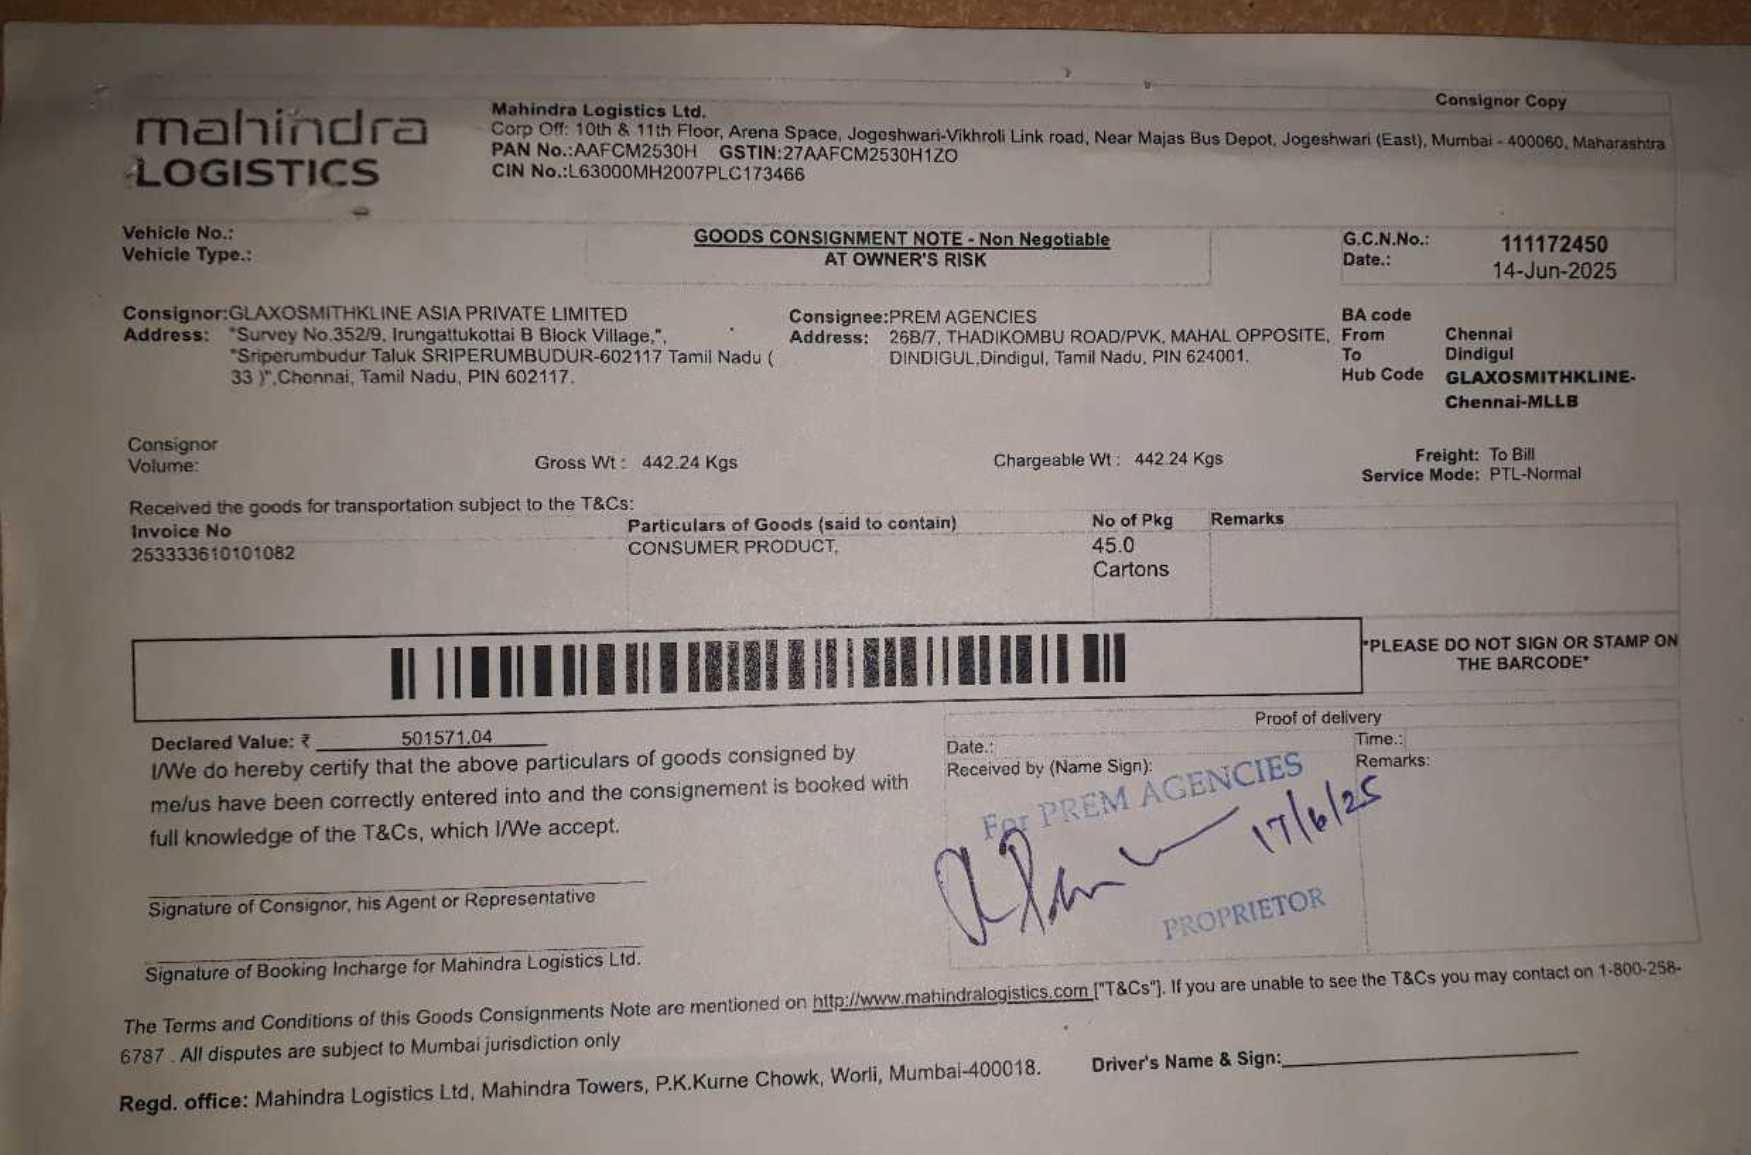 Consignor Copy
mahindra
LOGISTICS
Mahindra Logistics Ltd.
Corp Off: 10th & 11th Floor, Arena Space, Jogeshwari-Vikhroli Link road, Near Majas Bus Depot, Jogeshwari (East), Mumbai - 400060, Maharashtra
PAN No.:AAFCM2530H GSTIN:27AAFCM2530H1ZO
CIN No.:L63000MH2007PLC173466
Vehicle No.:
Vehicle Type.:
GOODS CONSIGNMENT NOTE - Non Negotiable
AT OWNER'S RISK
G.C.N.No.: 111172450
Date.: 14-Jun-2025
Consignor:GLAXOSMITHKLINE ASIA PRIVATE LIMITED
Address: "Survey No.352/9, Irungattukottai B Block Village,",
"Sriperumbudur Taluk SRIPERUMBUDUR-602117 Tamil Nadu (
33 )",Chennai, Tamil Nadu, PIN 602117.
Consignee:PREM AGENCIES
Address: 26B/7, THADIKOMBU ROAD/PVK, MAHAL OPPOSITE,
DINDIGUL,Dindigul, Tamil Nadu, PIN 624001.
BA code
From Chennai
To Dindigul
Hub Code GLAXOSMITHKLINE-
Chennai-MLLB
Consignor
Volume:
Gross Wt : 442.24 Kgs
Chargeable Wt : 442.24 Kgs
Freight: To Bill
Service Mode: PTL-Normal
Received the goods for transportation subject to the T&Cs:
Invoice No Particulars of Goods (said to contain) No of Pkg Remarks
253333610101082 CONSUMER PRODUCT, 45.0
Cartons
*PLEASE DO NOT SIGN OR STAMP ON
THE BARCODE*
Declared Value: ₹ 501571.04
I/We do hereby certify that the above particulars of goods consigned by
me/us have been correctly entered into and the consignement is booked with
full knowledge of the T&Cs, which I/We accept.
Signature of Consignor, his Agent or Representative
Signature of Booking Incharge for Mahindra Logistics Ltd.
Proof of delivery
Date.: Time.:
Received by (Name Sign): Remarks:
For PREM AGENCIES
17/6/25
PROPRIETOR
The Terms and Conditions of this Goods Consignments Note are mentioned on http://www.mahindralogistics.com ["T&Cs"]. If you are unable to see the T&Cs you may contact on 1-800-258-
6787 . All disputes are subject to Mumbai jurisdiction only
Regd. office: Mahindra Logistics Ltd, Mahindra Towers, P.K.Kurne Chowk, Worli, Mumbai-400018.
Driver's Name & Sign: